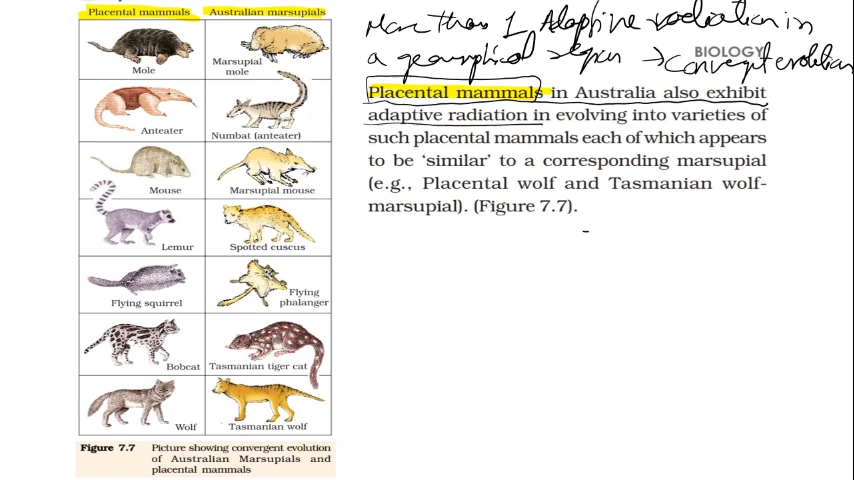 Placental mammals Australian marsupials
Mole
Marsupial
mole
Anteater
Numbat (anteater)
Mouse
Marsupial mouse
Lemur
Spotted cuscus
Flying squirrel
Flying
phalanger
Bobcat
Tasmanian tiger cat
Wolf
Tasmanian wolf
Figure 7.7 Picture showing convergent evolution
of Australian Marsupials and
placental mammals
More than 1 Adaptive radiation in
a geographical region → convergent evolution
BIOLOGY
Placental mammals in Australia also exhibit
adaptive radiation in evolving into varieties of
such placental mammals each of which appears
to be ‘similar’ to a corresponding marsupial
(e.g., Placental wolf and Tasmanian wolf-
marsupial). (Figure 7.7).